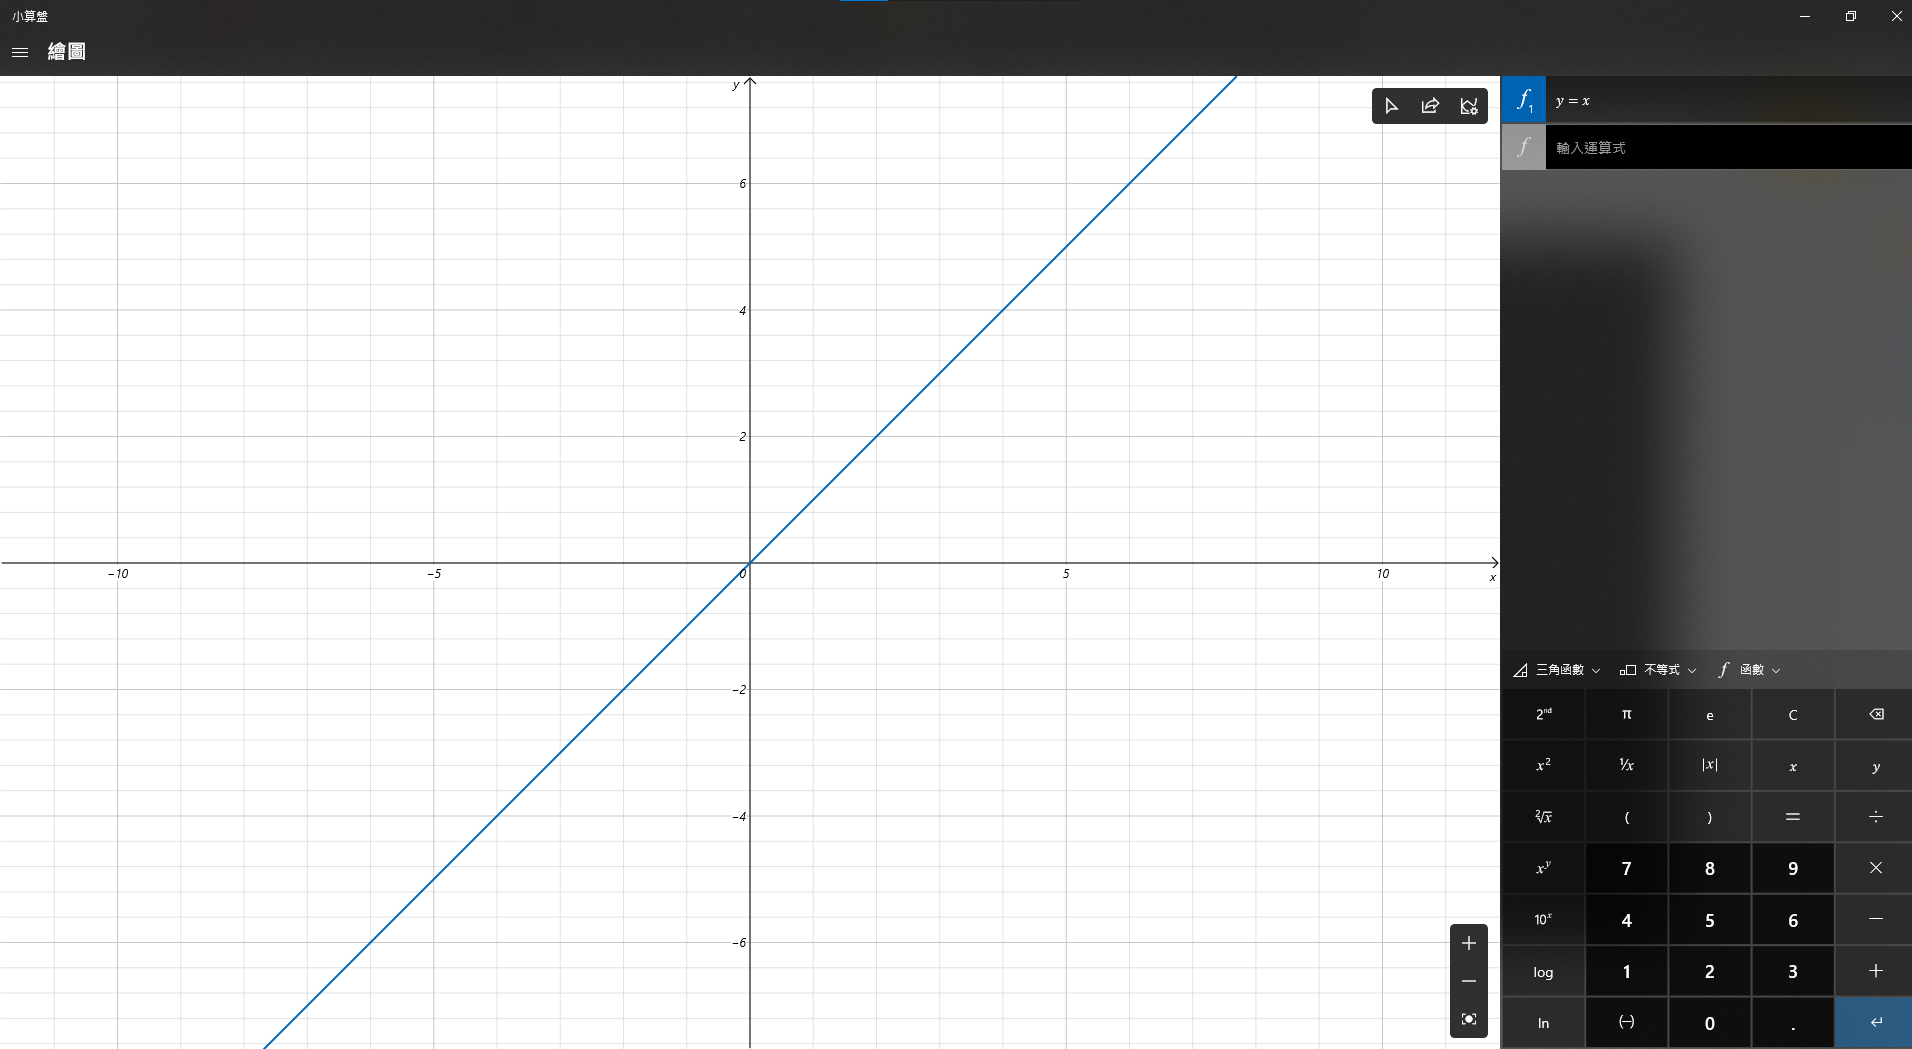 小算盤
繪圖
y
6
4
2
−10 −5 0 5 10
x
−2
−4
−6
f₁ y = x
f 輸入運算式
三角函數 不等式 f 函數
2ⁿᵈ π e C
x² ¹⁄x |x| x y
²√x ( ) = ÷
xʸ 7 8 9 ×
10ˣ 4 5 6 −
log 1 2 3 +
ln (−) 0 .